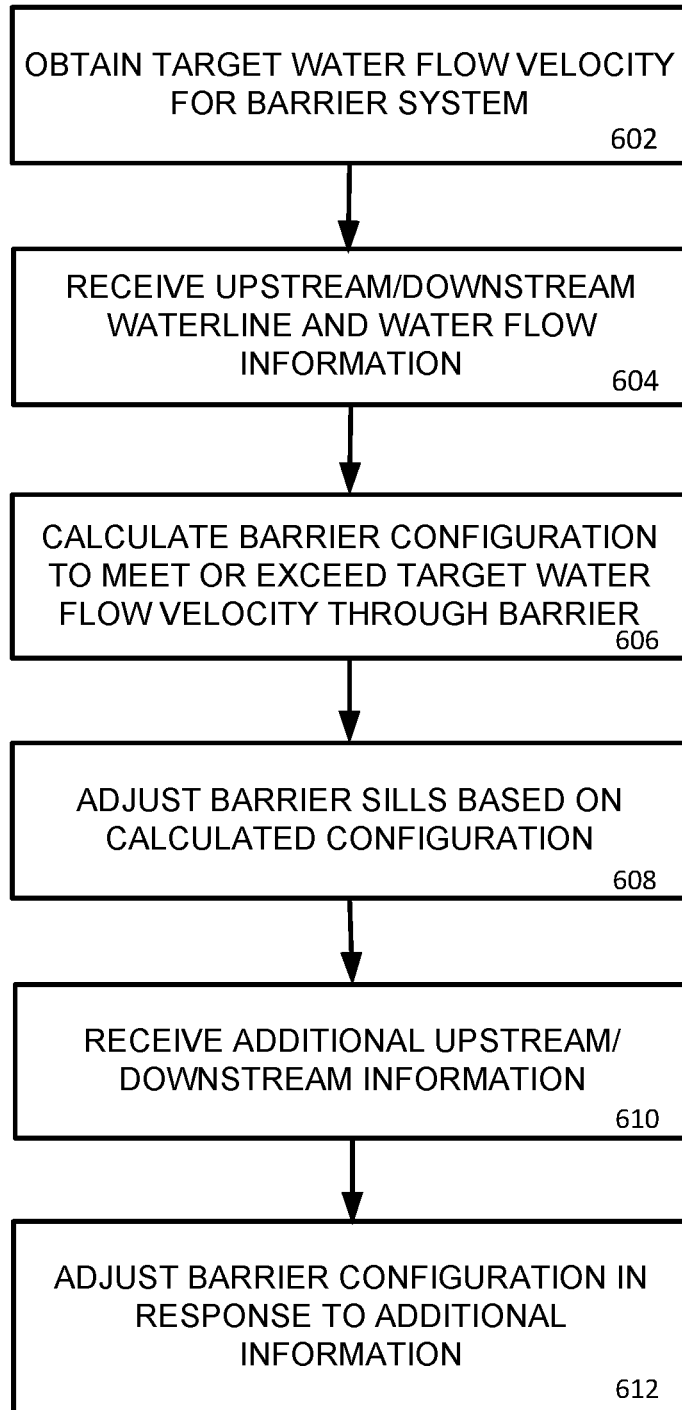 OBTAIN TARGET WATER FLOW VELOCITY
FOR BARRIER SYSTEM
602
RECEIVE UPSTREAM/DOWNSTREAM
WATERLINE AND WATER FLOW
INFORMATION
604
CALCULATE BARRIER CONFIGURATION
TO MEET OR EXCEED TARGET WATER
FLOW VELOCITY THROUGH BARRIER
606
ADJUST BARRIER SILLS BASED ON
CALCULATED CONFIGURATION
608
RECEIVE ADDITIONAL UPSTREAM/
DOWNSTREAM INFORMATION
610
ADJUST BARRIER CONFIGURATION IN
RESPONSE TO ADDITIONAL
INFORMATION
612